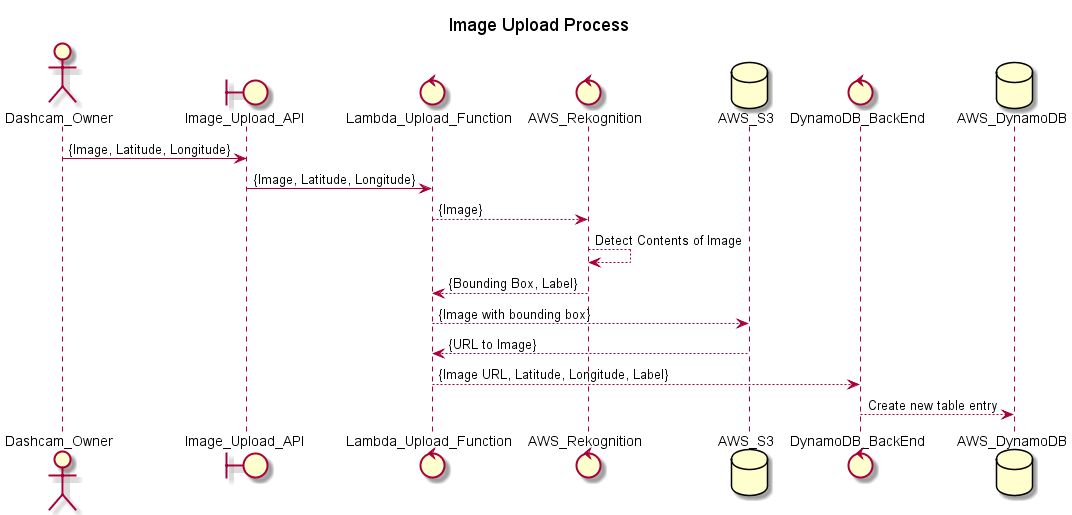 Image Upload Process
Dashcam_Owner
Image_Upload_API
Lambda_Upload_Function
AWS_Rekognition
AWS_S3
DynamoDB_BackEnd
AWS_DynamoDB
{Image, Latitude, Longitude}
{Image, Latitude, Longitude}
{Image}
Detect Contents of Image
{Bounding Box, Label}
{Image with bounding box}
{URL to Image}
{Image URL, Latitude, Longitude, Label}
Create new table entry
Dashcam_Owner
Image_Upload_API
Lambda_Upload_Function
AWS_Rekognition
AWS_S3
DynamoDB_BackEnd
AWS_DynamoDB